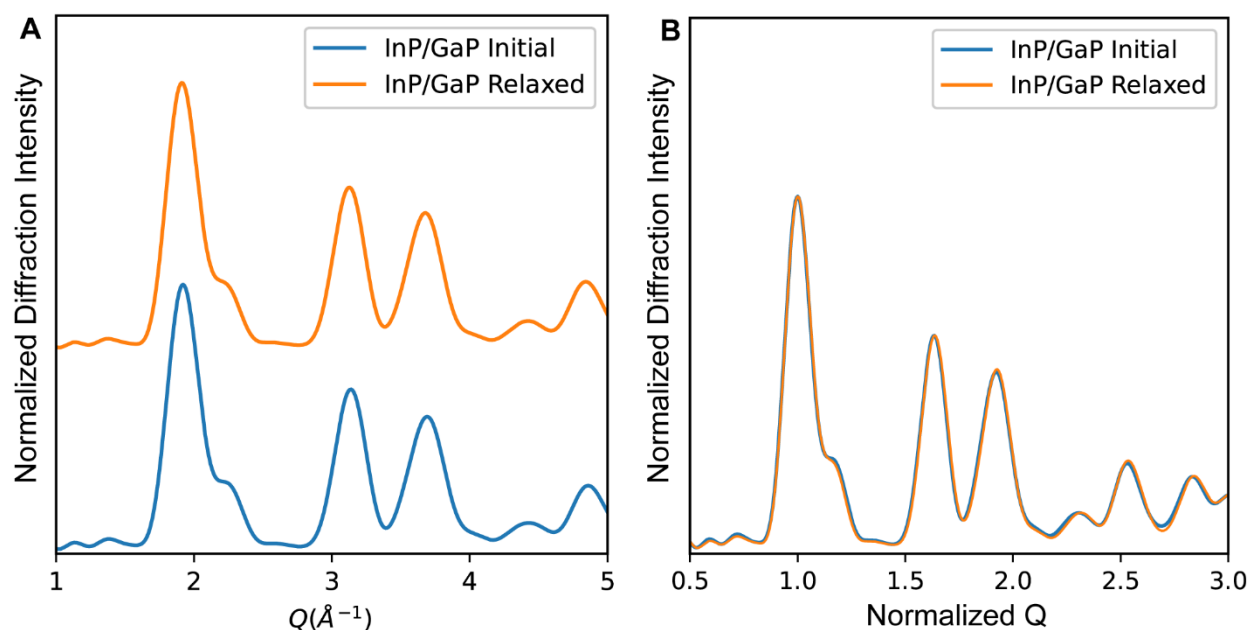 A
InP/GaP Initial
InP/GaP Relaxed
Normalized Diffraction Intensity
1 2 3 4 5
Q(Å⁻¹)
B
InP/GaP Initial
InP/GaP Relaxed
Normalized Diffraction Intensity
0.5 1.0 1.5 2.0 2.5 3.0
Normalized Q